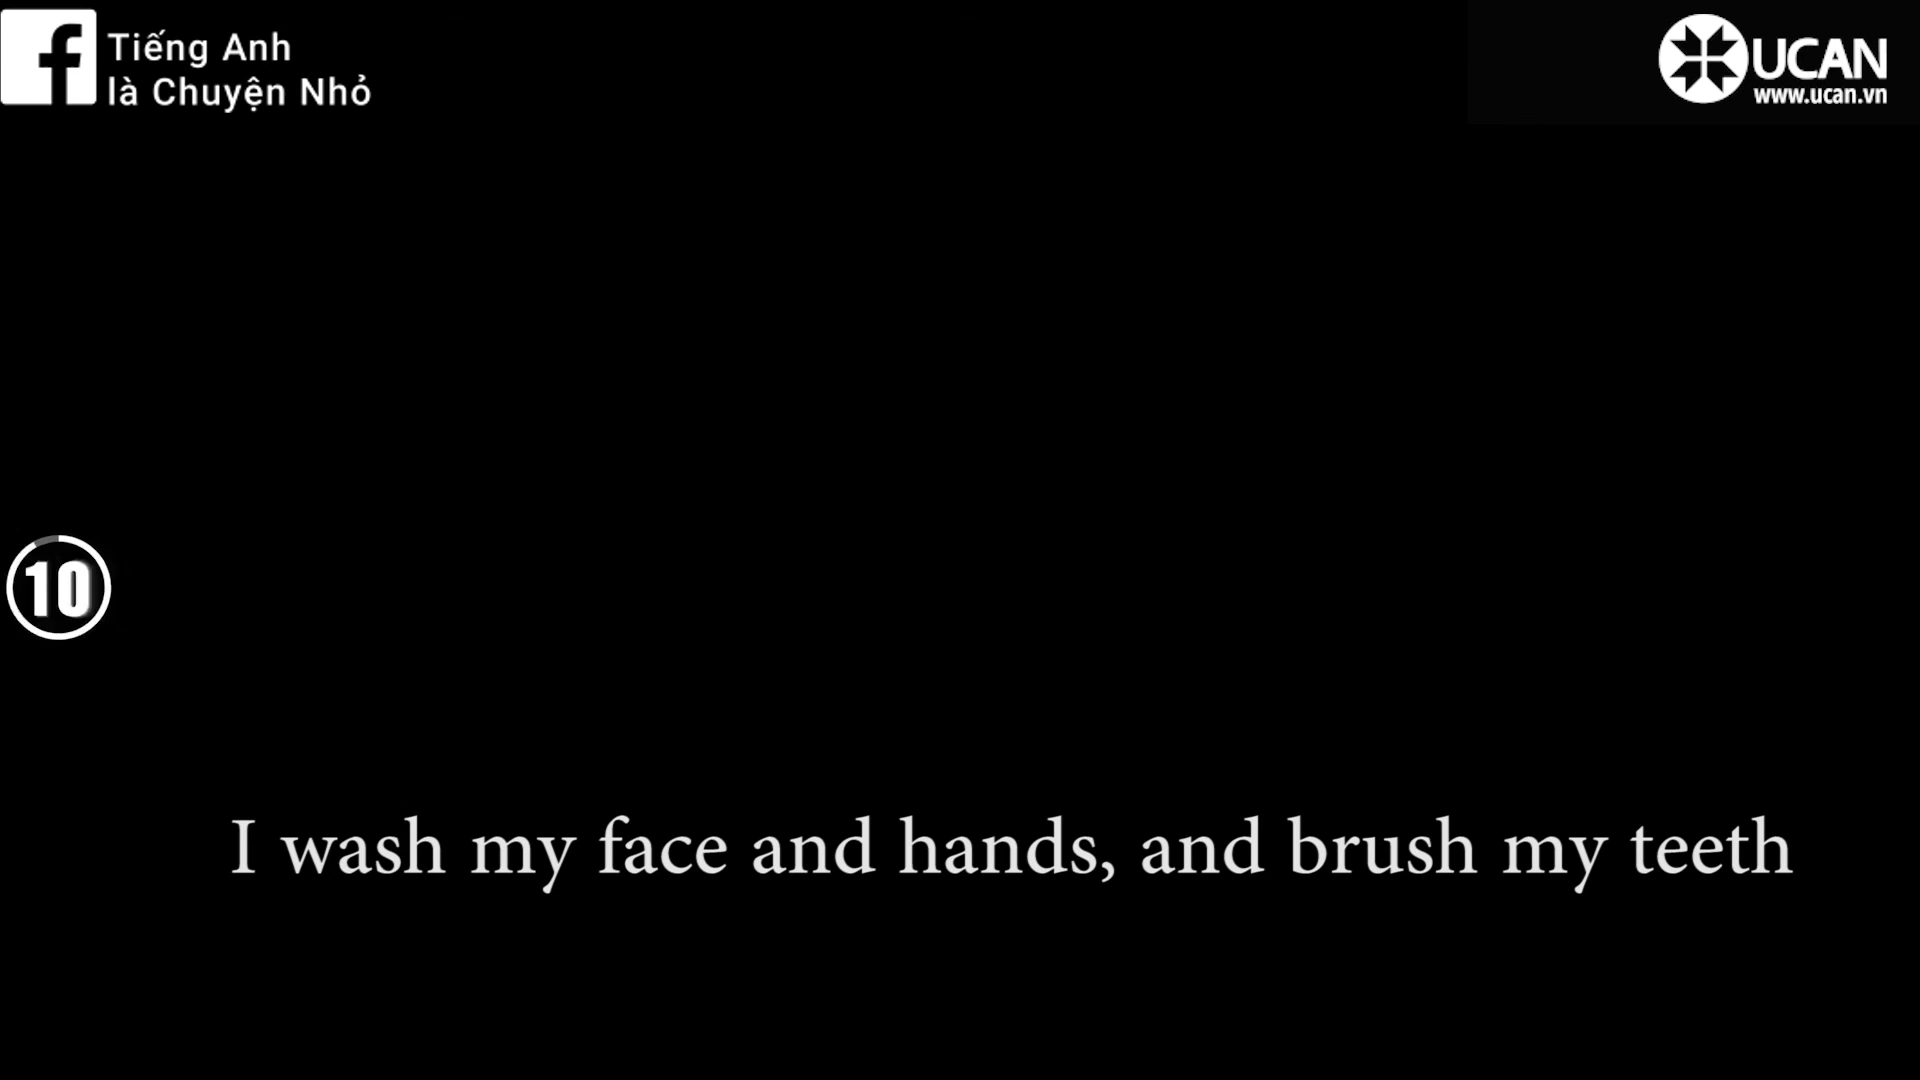 Tiếng Anh
là Chuyện Nhỏ
UCAN
www.ucan.vn
10
I wash my face and hands, and brush my teeth